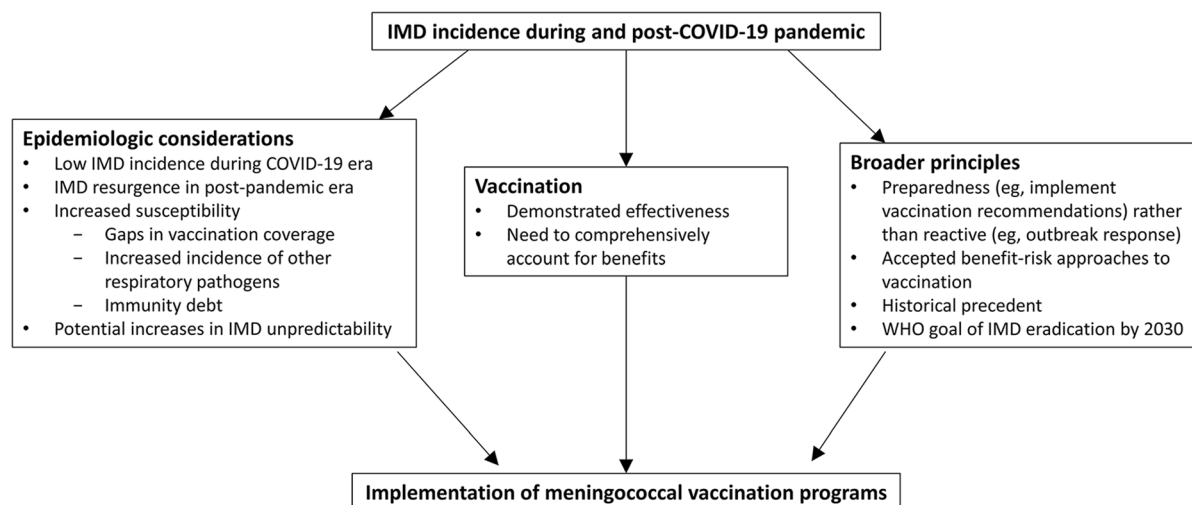 IMD incidence during and post-COVID-19 pandemic
Epidemiologic considerations
• Low IMD incidence during COVID-19 era
• IMD resurgence in post-pandemic era
• Increased susceptibility
– Gaps in vaccination coverage
– Increased incidence of other
respiratory pathogens
– Immunity debt
• Potential increases in IMD unpredictability
Vaccination
• Demonstrated effectiveness
• Need to comprehensively
account for benefits
Broader principles
• Preparedness (eg, implement
vaccination recommendations) rather
than reactive (eg, outbreak response)
• Accepted benefit-risk approaches to
vaccination
• Historical precedent
• WHO goal of IMD eradication by 2030
Implementation of meningococcal vaccination programs